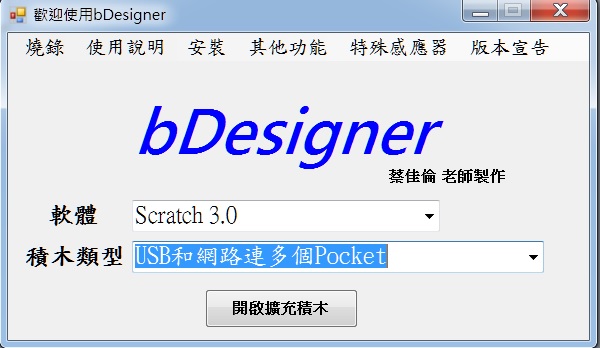 歡迎使用bDesigner
燒錄 使用說明 安裝 其他功能 特殊感應器 版本宣告
bDesigner
蔡佳倫 老師製作
軟體 Scratch 3.0
積木類型 USB和網路連多個Pocket
開啟擴充積木